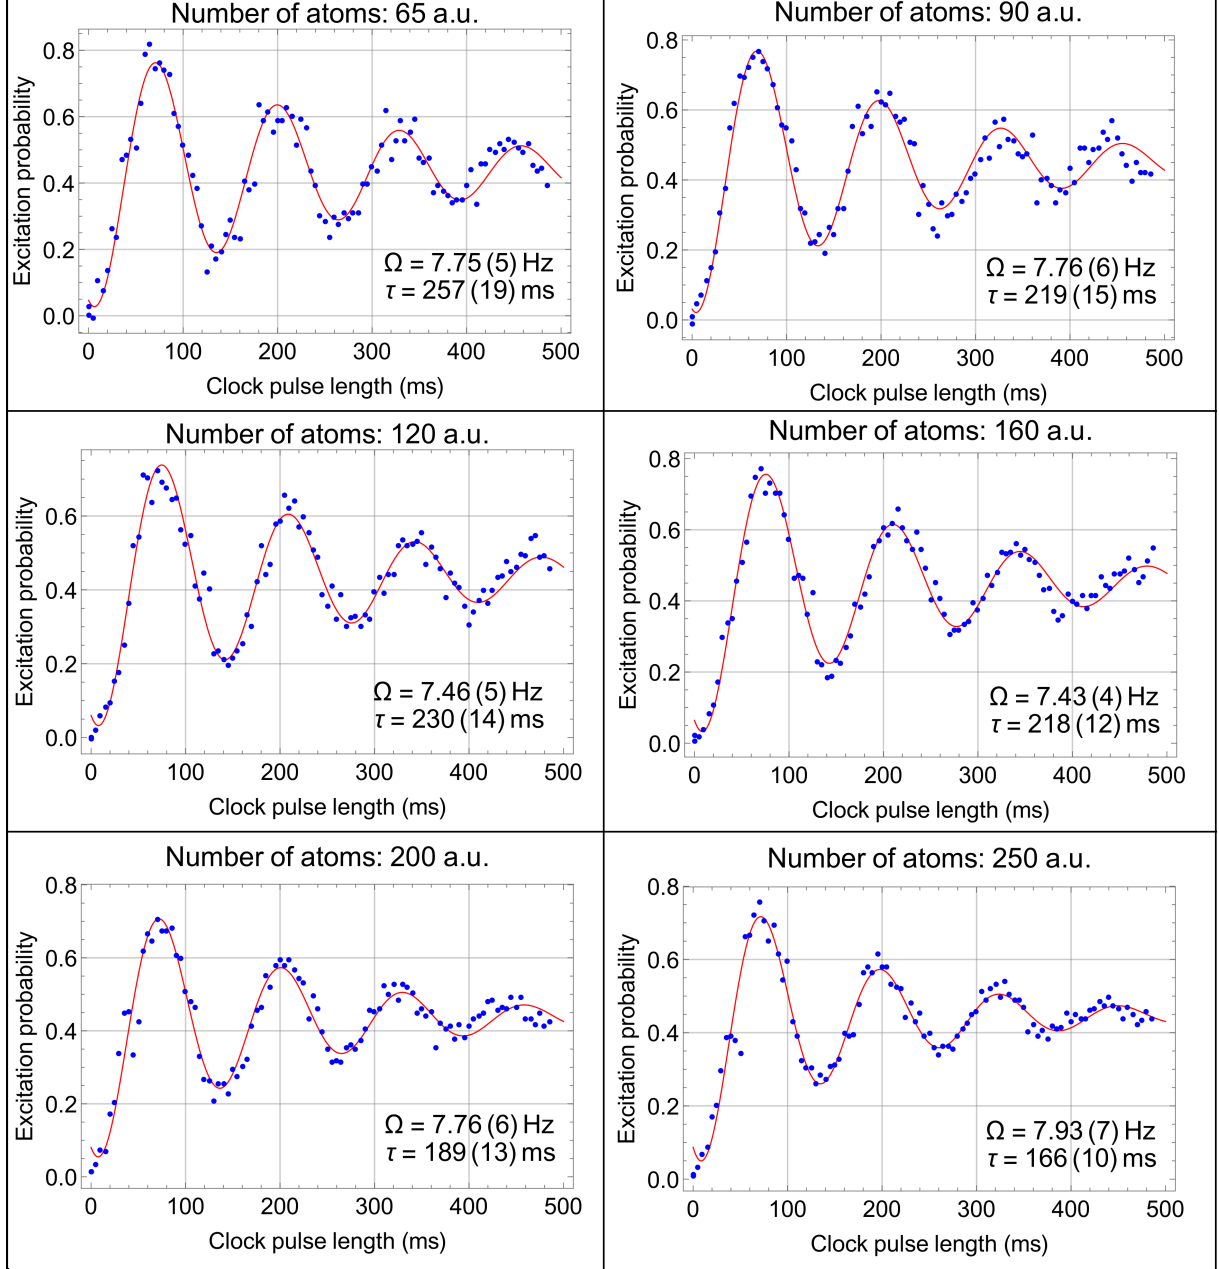 Number of atoms: 65 a.u.
0.8
0.6
0.4
0.2
0.0
Excitation probability
Ω = 7.75 (5) Hz
τ = 257 (19) ms
0 100 200 300 400 500
Clock pulse length (ms)
Number of atoms: 90 a.u.
0.8
0.6
0.4
0.2
0.0
Excitation probability
Ω = 7.76 (6) Hz
τ = 219 (15) ms
0 100 200 300 400 500
Clock pulse length (ms)
Number of atoms: 120 a.u.
0.6
0.4
0.2
0.0
Excitation probability
Ω = 7.46 (5) Hz
τ = 230 (14) ms
0 100 200 300 400 500
Clock pulse length (ms)
Number of atoms: 160 a.u.
0.8
0.6
0.4
0.2
0.0
Excitation probability
Ω = 7.43 (4) Hz
τ = 218 (12) ms
0 100 200 300 400 500
Clock pulse length (ms)
Number of atoms: 200 a.u.
0.8
0.6
0.4
0.2
0.0
Excitation probability
Ω = 7.76 (6) Hz
τ = 189 (13) ms
0 100 200 300 400 500
Clock pulse length (ms)
Number of atoms: 250 a.u.
0.8
0.6
0.4
0.2
0.0
Excitation probability
Ω = 7.93 (7) Hz
τ = 166 (10) ms
0 100 200 300 400 500
Clock pulse length (ms)